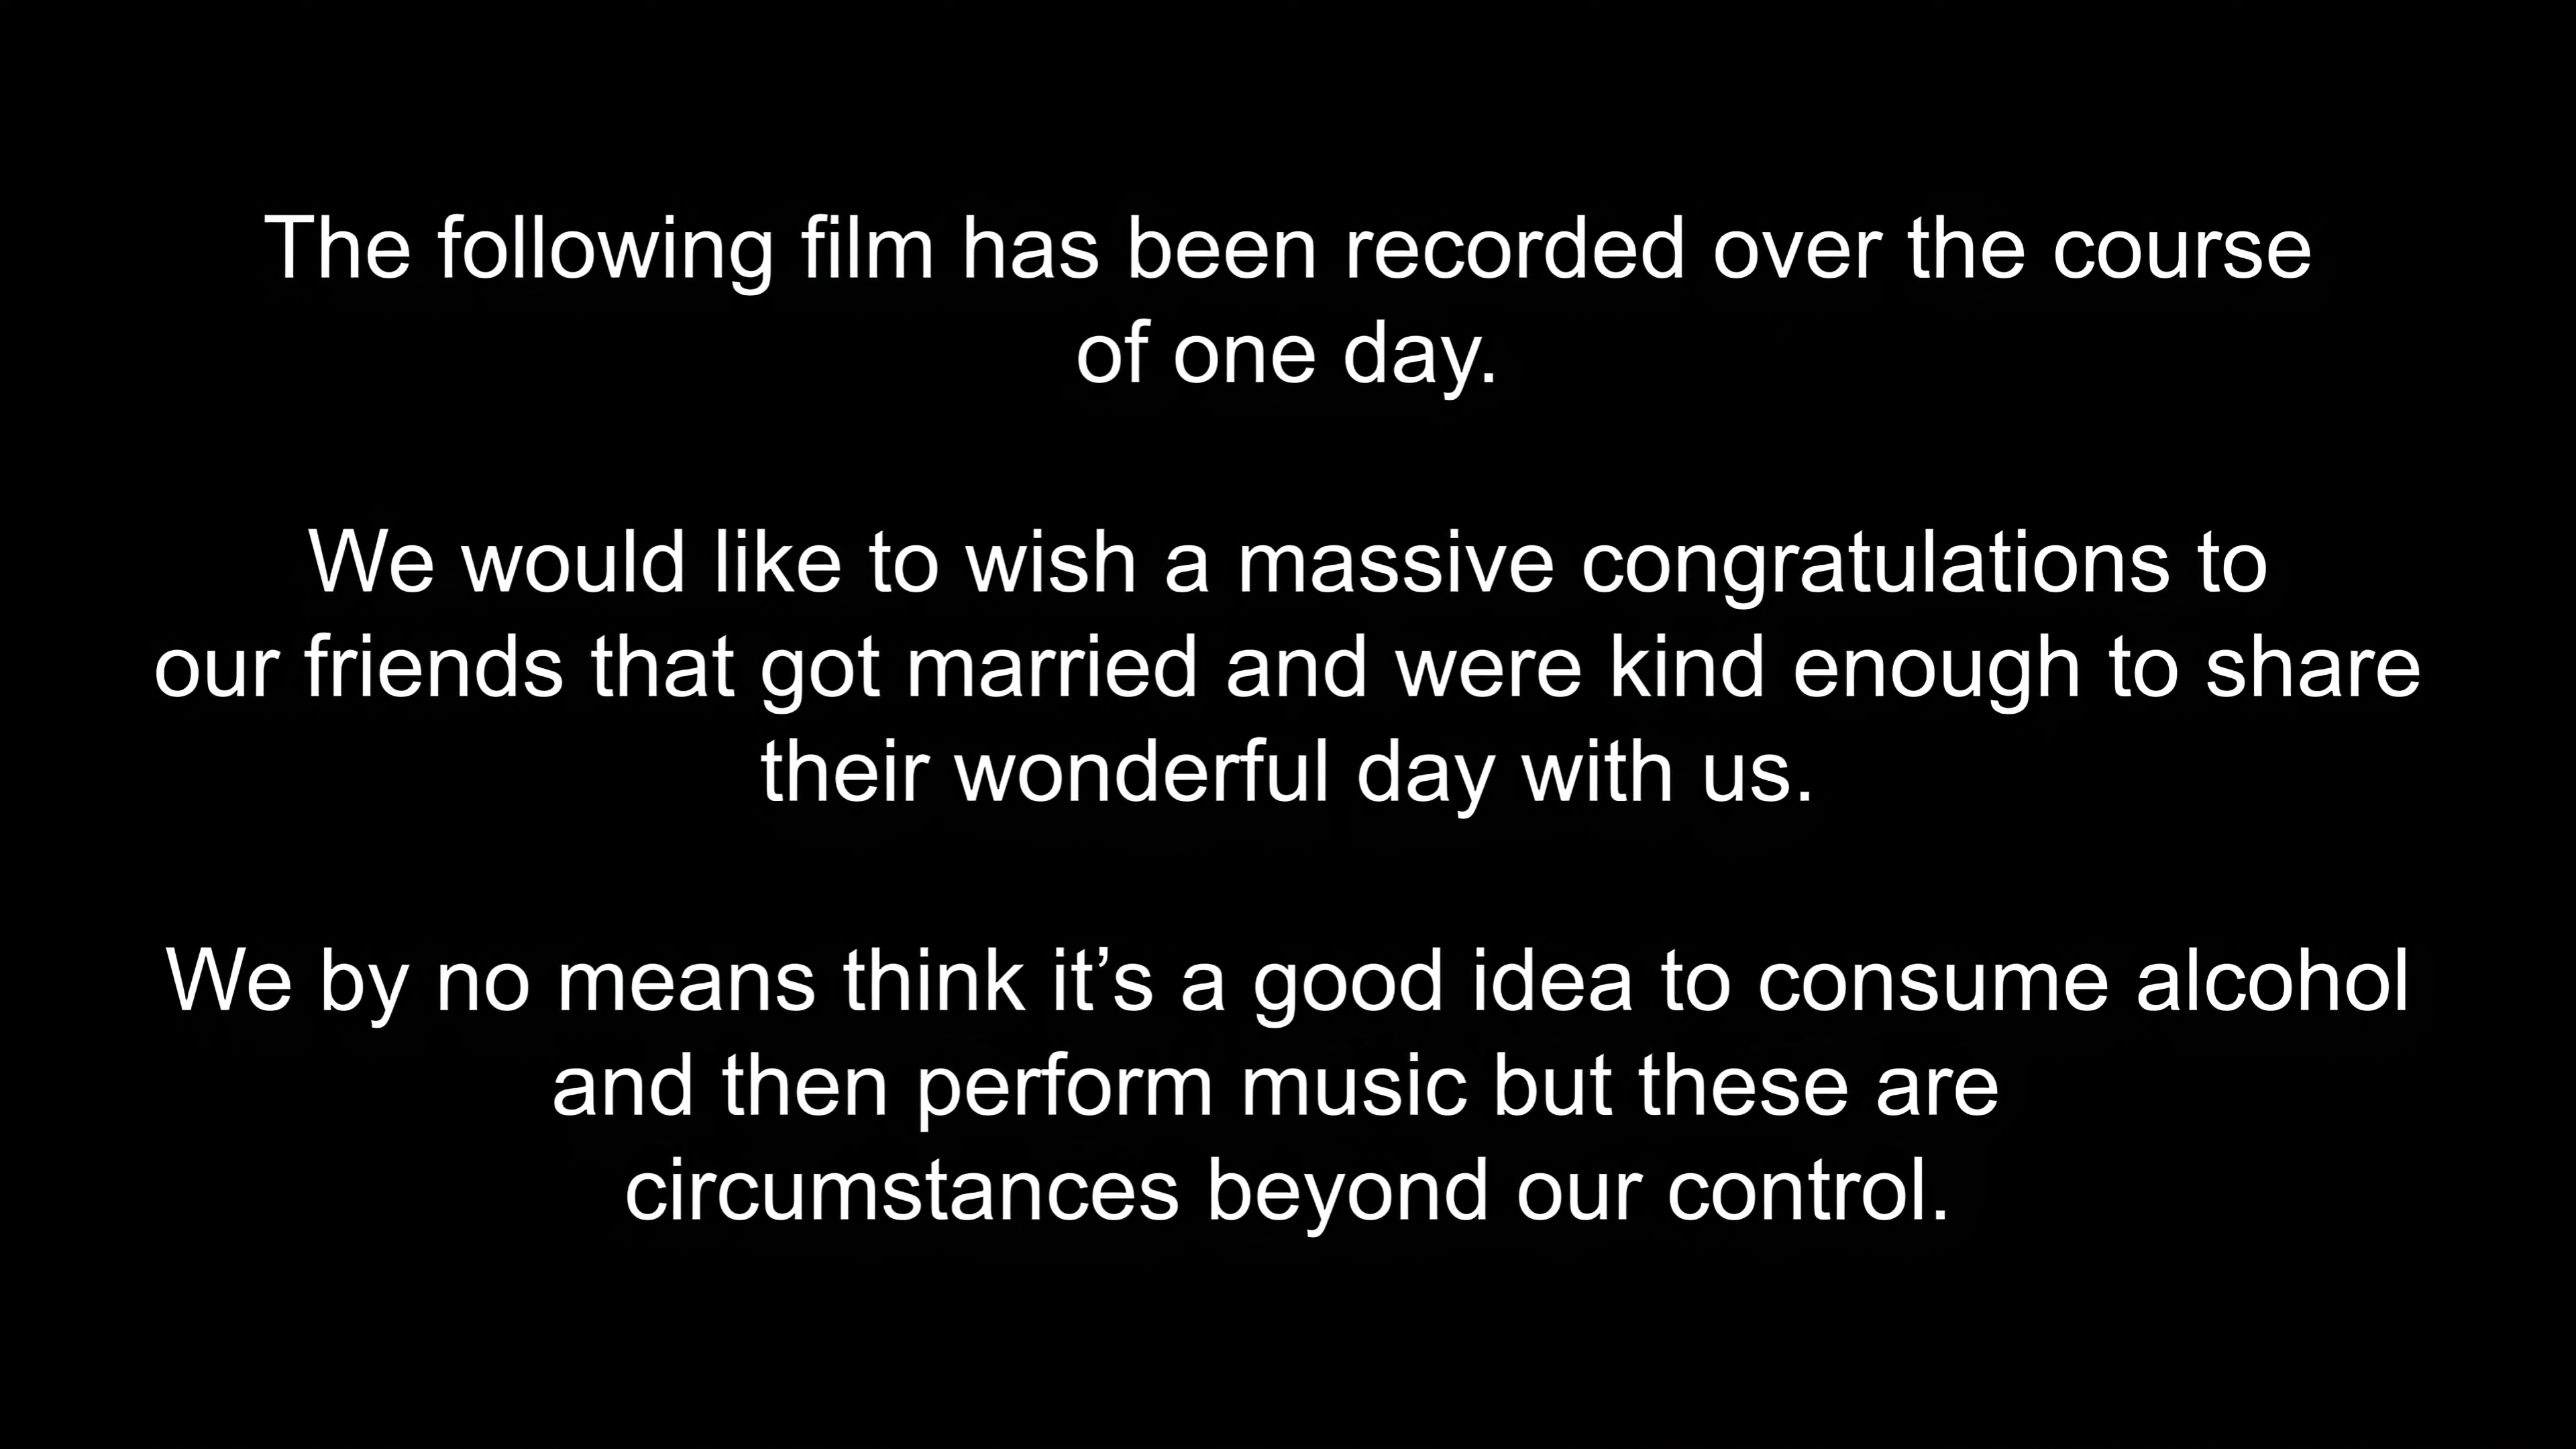 The following film has been recorded over the course
of one day.
We would like to wish a massive congratulations to
our friends that got married and were kind enough to share
their wonderful day with us.
We by no means think it’s a good idea to consume alcohol
and then perform music but these are
circumstances beyond our control.